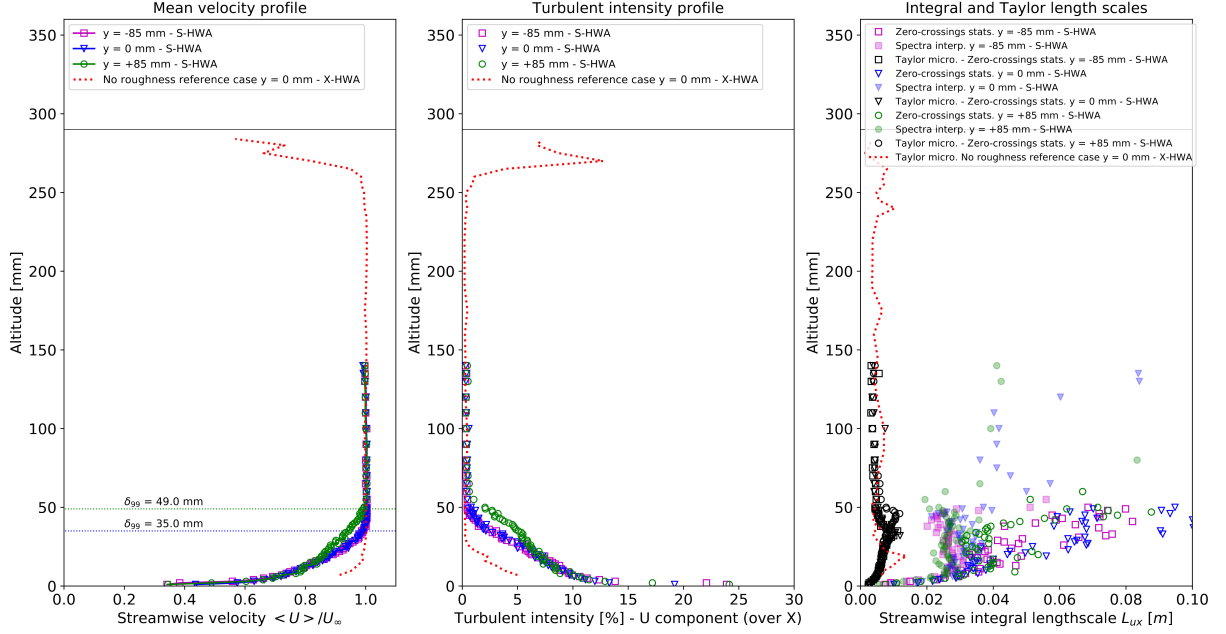 Mean velocity profile
y = -85 mm - S-HWA
y = 0 mm - S-HWA
y = +85 mm - S-HWA
No roughness reference case y = 0 mm - X-HWA
350
300
250
200
150
100
50
0
Altitude [mm]
δ99 = 49.0 mm
δ99 = 35.0 mm
0.0 0.2 0.4 0.6 0.8 1.0
Streamwise velocity < U > /U∞
Turbulent intensity profile
y = -85 mm - S-HWA
y = 0 mm - S-HWA
y = +85 mm - S-HWA
No roughness reference case y = 0 mm - X-HWA
350
300
250
200
150
100
50
0
Altitude [mm]
0 5 10 15 20 25 30
Turbulent intensity [%] - U component (over X)
Integral and Taylor length scales
Zero-crossings stats. y = -85 mm - S-HWA
Spectra interp. y = -85 mm - S-HWA
Taylor micro. - Zero-crossings stats. y = -85 mm - S-HWA
Zero-crossings stats. y = 0 mm - S-HWA
Spectra interp. y = 0 mm - S-HWA
Taylor micro. - Zero-crossings stats. y = 0 mm - S-HWA
Zero-crossings stats. y = +85 mm - S-HWA
Spectra interp. y = +85 mm - S-HWA
Taylor micro. - Zero-crossings stats. y = +85 mm - S-HWA
Taylor micro. No roughness reference case y = 0 mm - X-HWA
350
300
250
200
150
100
50
0
Altitude [mm]
0.00 0.02 0.04 0.06 0.08 0.10
Streamwise integral lengthscale Lux [m]